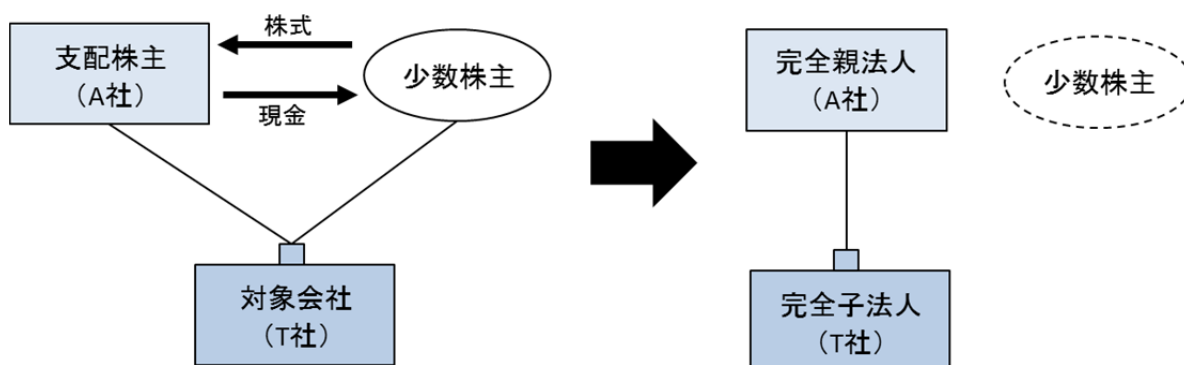 株式
支配株主
（A社）
少数株主
現金
対象会社
（T社）
完全親法人
（A社）
少数株主
完全子法人
（T社）